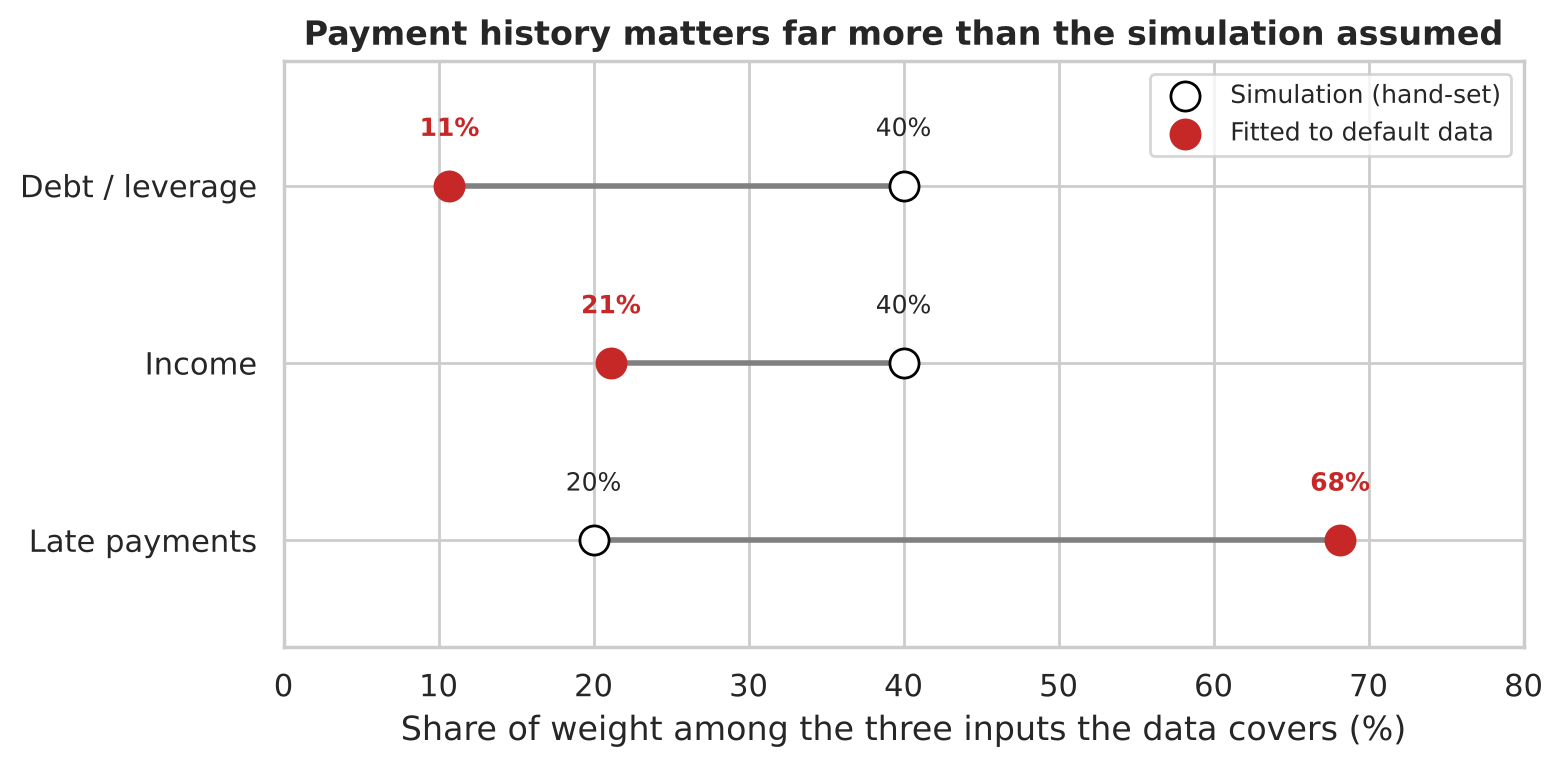 Payment history matters far more than the simulation assumed
Simulation (hand-set)
Fitted to default data
11%
40%
Debt / leverage
21%
40%
Income
20%
68%
Late payments
0 10 20 30 40 50 60 70 80
Share of weight among the three inputs the data covers (%)